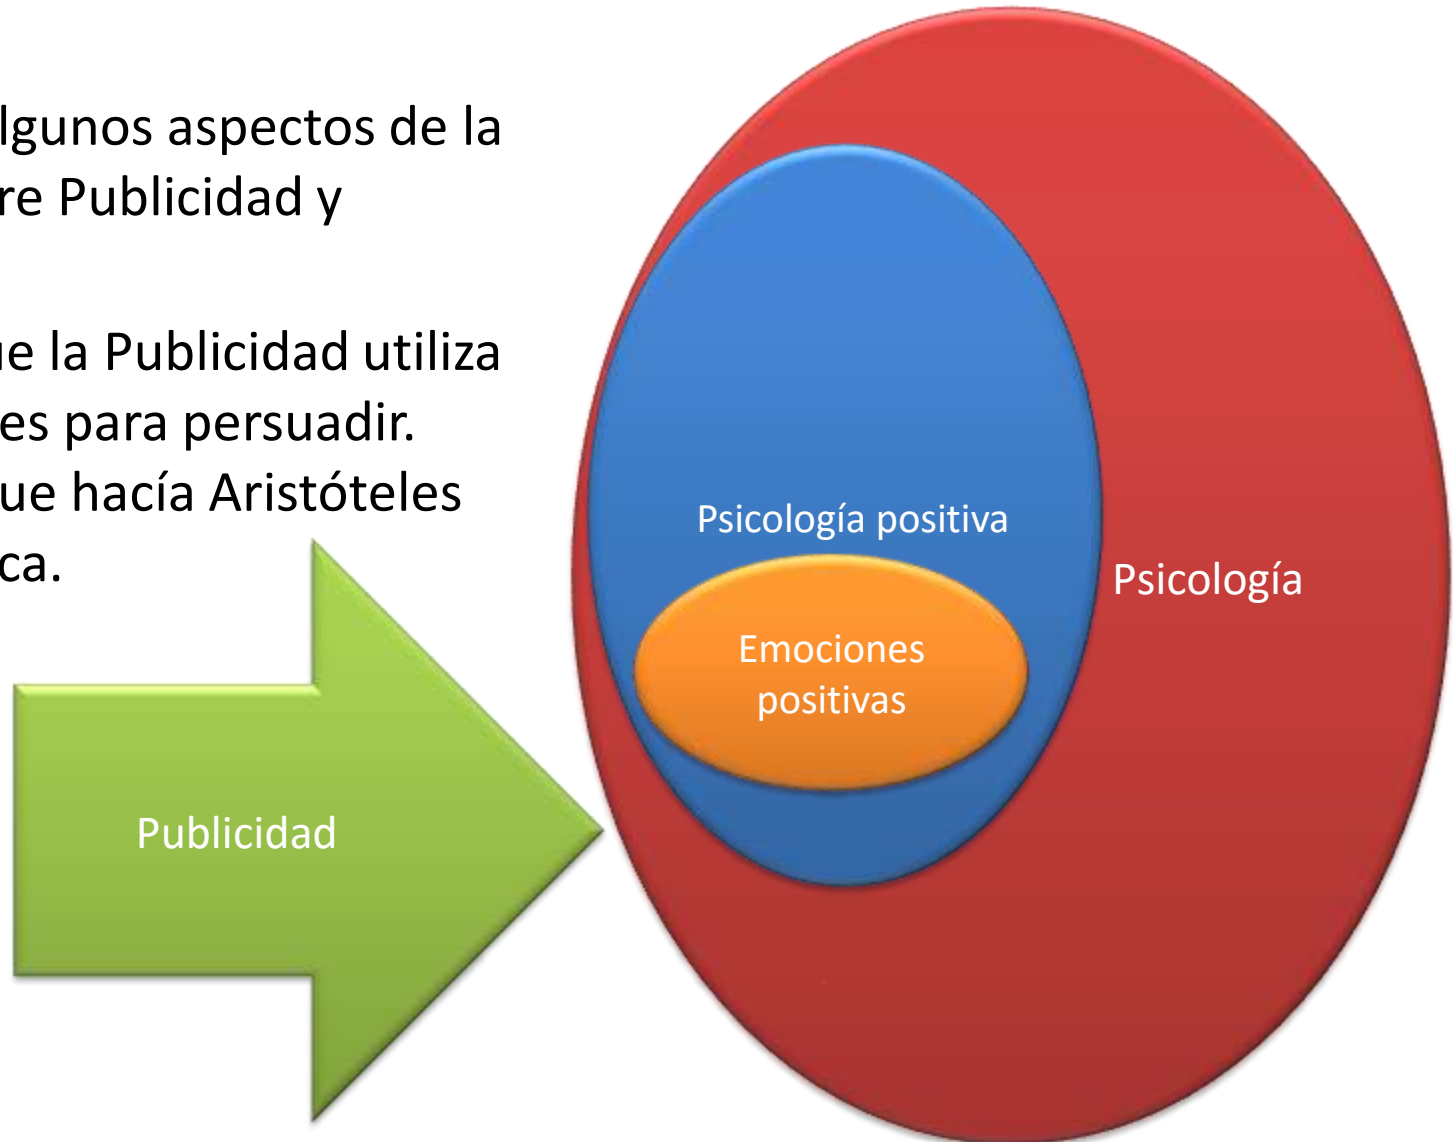 lgunos aspectos de la
re Publicidad y
ue la Publicidad utiliza
es para persuadir.
ue hacía Aristóteles
ca.
Psicología positiva
Psicología
Emociones
positivas
Publicidad